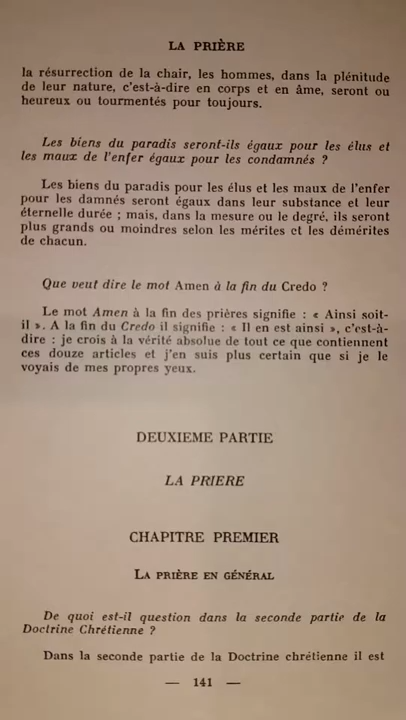 LA PRIÈRE
la résurrection de la chair, les hommes, dans la plénitude
de leur nature, c'est-à-dire en corps et en âme, seront ou
heureux ou tourmentés pour toujours.
Les biens du paradis seront-ils égaux pour les élus et
les maux de l'enfer égaux pour les condamnés ?
Les biens du paradis pour les élus et les maux de l'enfer
pour les damnés seront égaux dans leur substance et leur
éternelle durée ; mais, dans la mesure ou le degré, ils seront
plus grands ou moindres selon les mérites et les démérites
de chacun.
Que veut dire le mot Amen à la fin du Credo ?
Le mot Amen à la fin des prières signifie : « Ainsi soit-
il ». A la fin du Credo il signifie : « Il en est ainsi », c'est-à-
dire : je crois à la vérité absolue de tout ce que contiennent
ces douze articles et j'en suis plus certain que si je le
voyais de mes propres yeux.
DEUXIEME PARTIE
LA PRIERE
CHAPITRE PREMIER
LA PRIÈRE EN GÉNÉRAL
De quoi est-il question dans la seconde partie de la
Doctrine Chrétienne ?
Dans la seconde partie de la Doctrine chrétienne il est
— 141 —